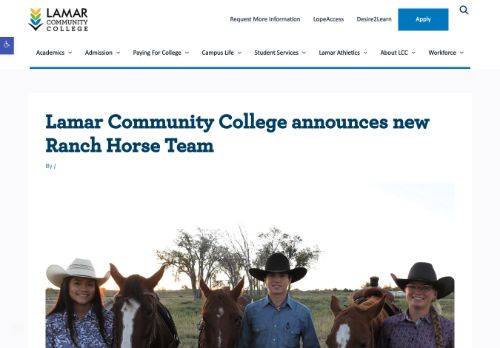 LAMAR
COMMUNITY
COLLEGE
Request More Information LopeAccess Desire2Learn Apply
Academics Admission Paying For College Campus Life Student Services Lamar Athletics About LCC Workforce
Lamar Community College announces new
Ranch Horse Team
By /